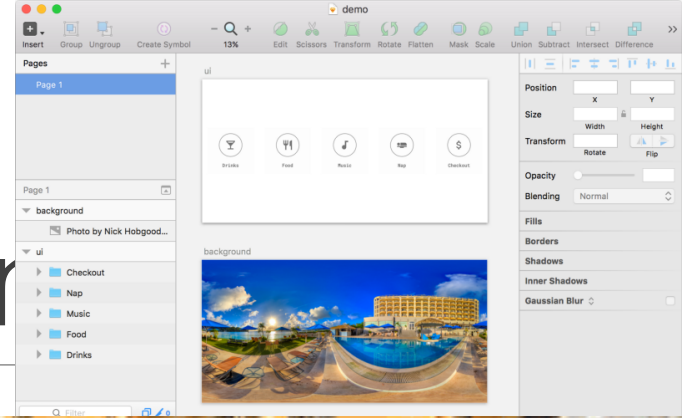 demo
Insert Group Ungroup Create Symbol 13% Edit Scissors Transform Rotate Flatten Mask Scale Union Subtract Intersect Difference
Pages
Page 1
Page 1
background
Photo by Nick Hobgood...
ui
Checkout
Nap
Music
Food
Drinks
Filter
ui
Drinks Food Music Nap Checkout
background
Position
X Y
Size
Width Height
Transform
Rotate Flip
Opacity
Blending Normal
Fills
Borders
Shadows
Inner Shadows
Gaussian Blur